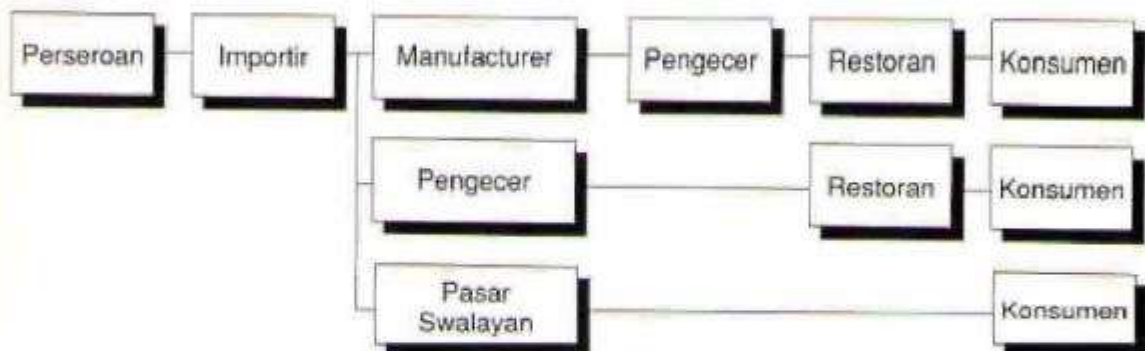 Perseroan
Importir
Manufacturer
Pengecer
Restoran
Konsumen
Pengecer
Restoran
Konsumen
Pasar
Swalayan
Konsumen